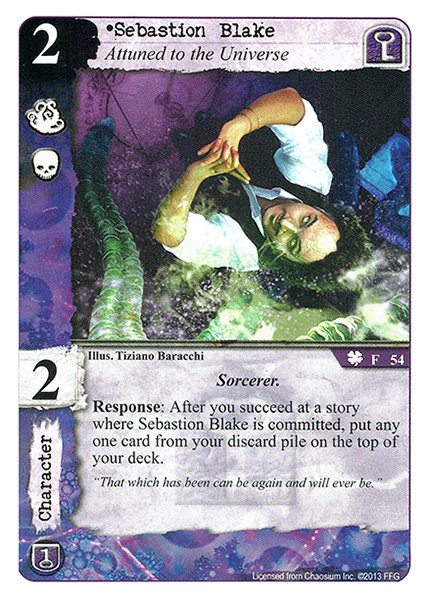 2
•Sebastion Blake
Attuned to the Universe
Illus. Tiziano Baracchi
F 54
2
Sorcerer.
Response: After you succeed at a story
where Sebastion Blake is committed, put any
one card from your discard pile on the top of
your deck.
“That which has been can be again and will ever be.”
Character
1
Licensed from Chaosium Inc. ©2013 FFG